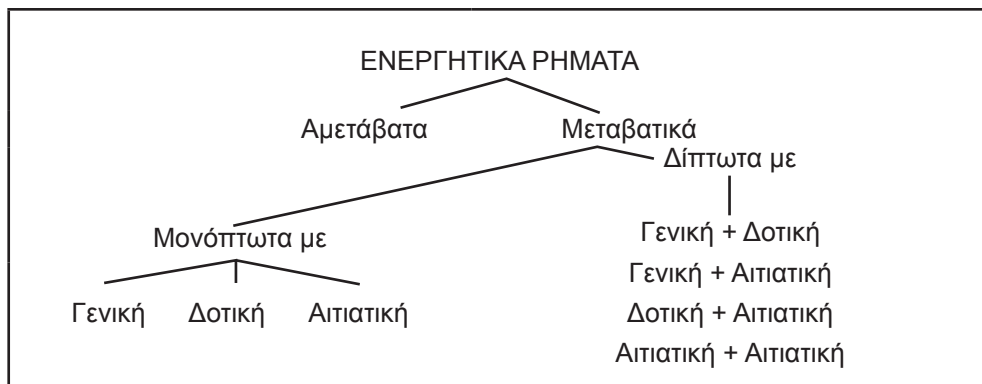 ΕΝΕΡΓΗΤΙΚΑ ΡΗΜΑΤΑ
Αμετάβατα Μεταβατικά
Δίπτωτα με
Μονόπτωτα με
Γενική Δοτική Αιτιατική
Γενική + Δοτική
Γενική + Αιτιατική
Δοτική + Αιτιατική
Αιτιατική + Αιτιατική